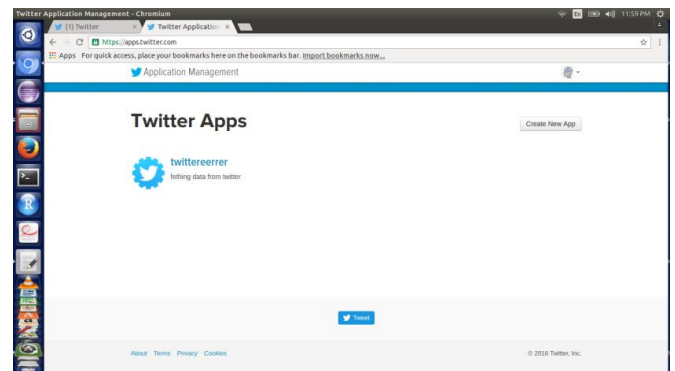 Twitter Application Management - Chromium
En
11:59 PM
(1) Twitter
Twitter Application
https://apps.twitter.com
Apps For quick access, place your bookmarks here on the bookmarks bar. Import bookmarks now...
Application Management
Twitter Apps
Create New App
twittereerrer
fething data from twitter
Tweet
About Terms Privacy Cookies
© 2016 Twitter, Inc.